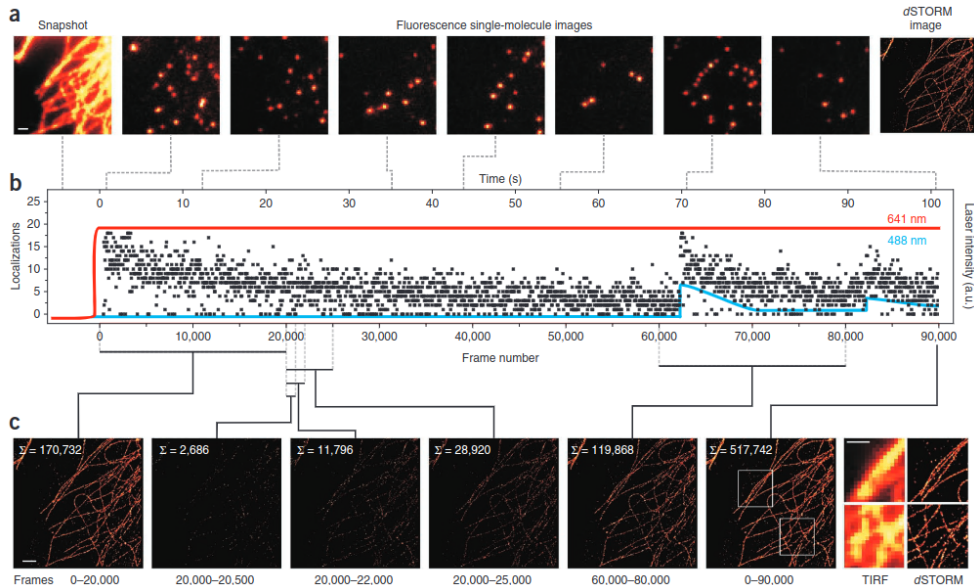 a
Snapshot
Fluorescence single-molecule images
dSTORM
image
b
Time (s)
0 10 20 30 40 50 60 70 80 90 100
Localizations
25
20
15
10
5
0
641 nm
488 nm
Laser intensity (a.u.)
0 10,000 20,000 30,000 40,000 50,000 60,000 70,000 80,000 90,000
Frame number
c
Σ = 170,732 Σ = 2,686 Σ = 11,796 Σ = 28,920 Σ = 119,868 Σ = 517,742
Frames 0–20,000 20,000–20,500 20,000–22,000 20,000–25,000 60,000–80,000 0–90,000 TIRF dSTORM